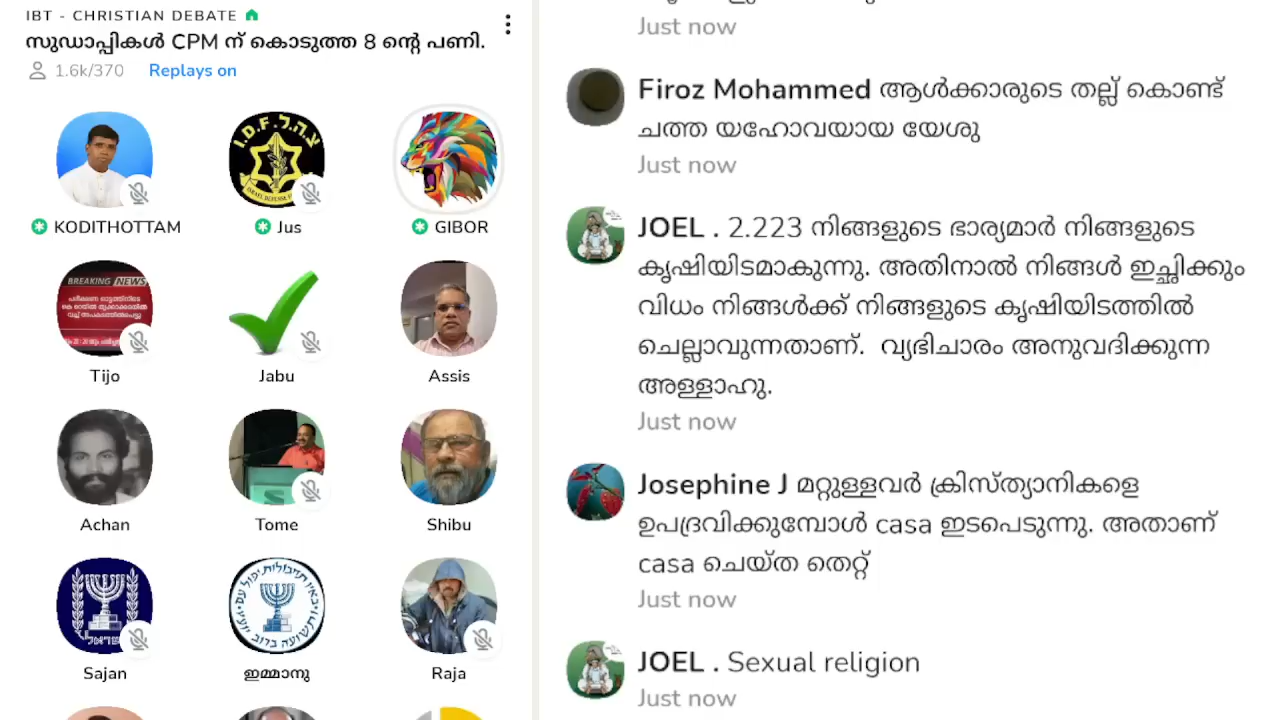 IBT - CHRISTIAN DEBATE
സുഡാപ്പികൾ CPM ന് കൊടുത്ത 8 ന്റെ പണി.
1.6k/370 Replays on
צ.ה.ל. I.D.F.
KODITHOTTAM
Jus
GIBOR
BREAKING NEWS
Tijo
Jabu
Assis
Achan
Tome
Shibu
ישראל
Sajan
ഇമ്മാനു
Raja
Just now
Firoz Mohammed ആൾക്കാരുടെ തല്ല് കൊണ്ട്
ചത്ത യഹോവയായ യേശു
Just now
JOEL . 2.223 നിങ്ങളുടെ ഭാര്യമാർ നിങ്ങളുടെ
കൃഷിയിടമാകുന്നു. അതിനാൽ നിങ്ങൾ ഇച്ഛിക്കും
വിധം നിങ്ങൾക്ക് നിങ്ങളുടെ കൃഷിയിടത്തിൽ
ചെല്ലാവുന്നതാണ്. വ്യഭിചാരം അനുവദിക്കുന്ന
അള്ളാഹു.
Just now
Josephine J മറ്റുള്ളവർ ക്രിസ്ത്യാനികളെ
ഉപദ്രവിക്കുമ്പോൾ casa ഇടപെടുന്നു. അതാണ്
casa ചെയ്ത തെറ്റ്
Just now
JOEL . Sexual religion
Just now